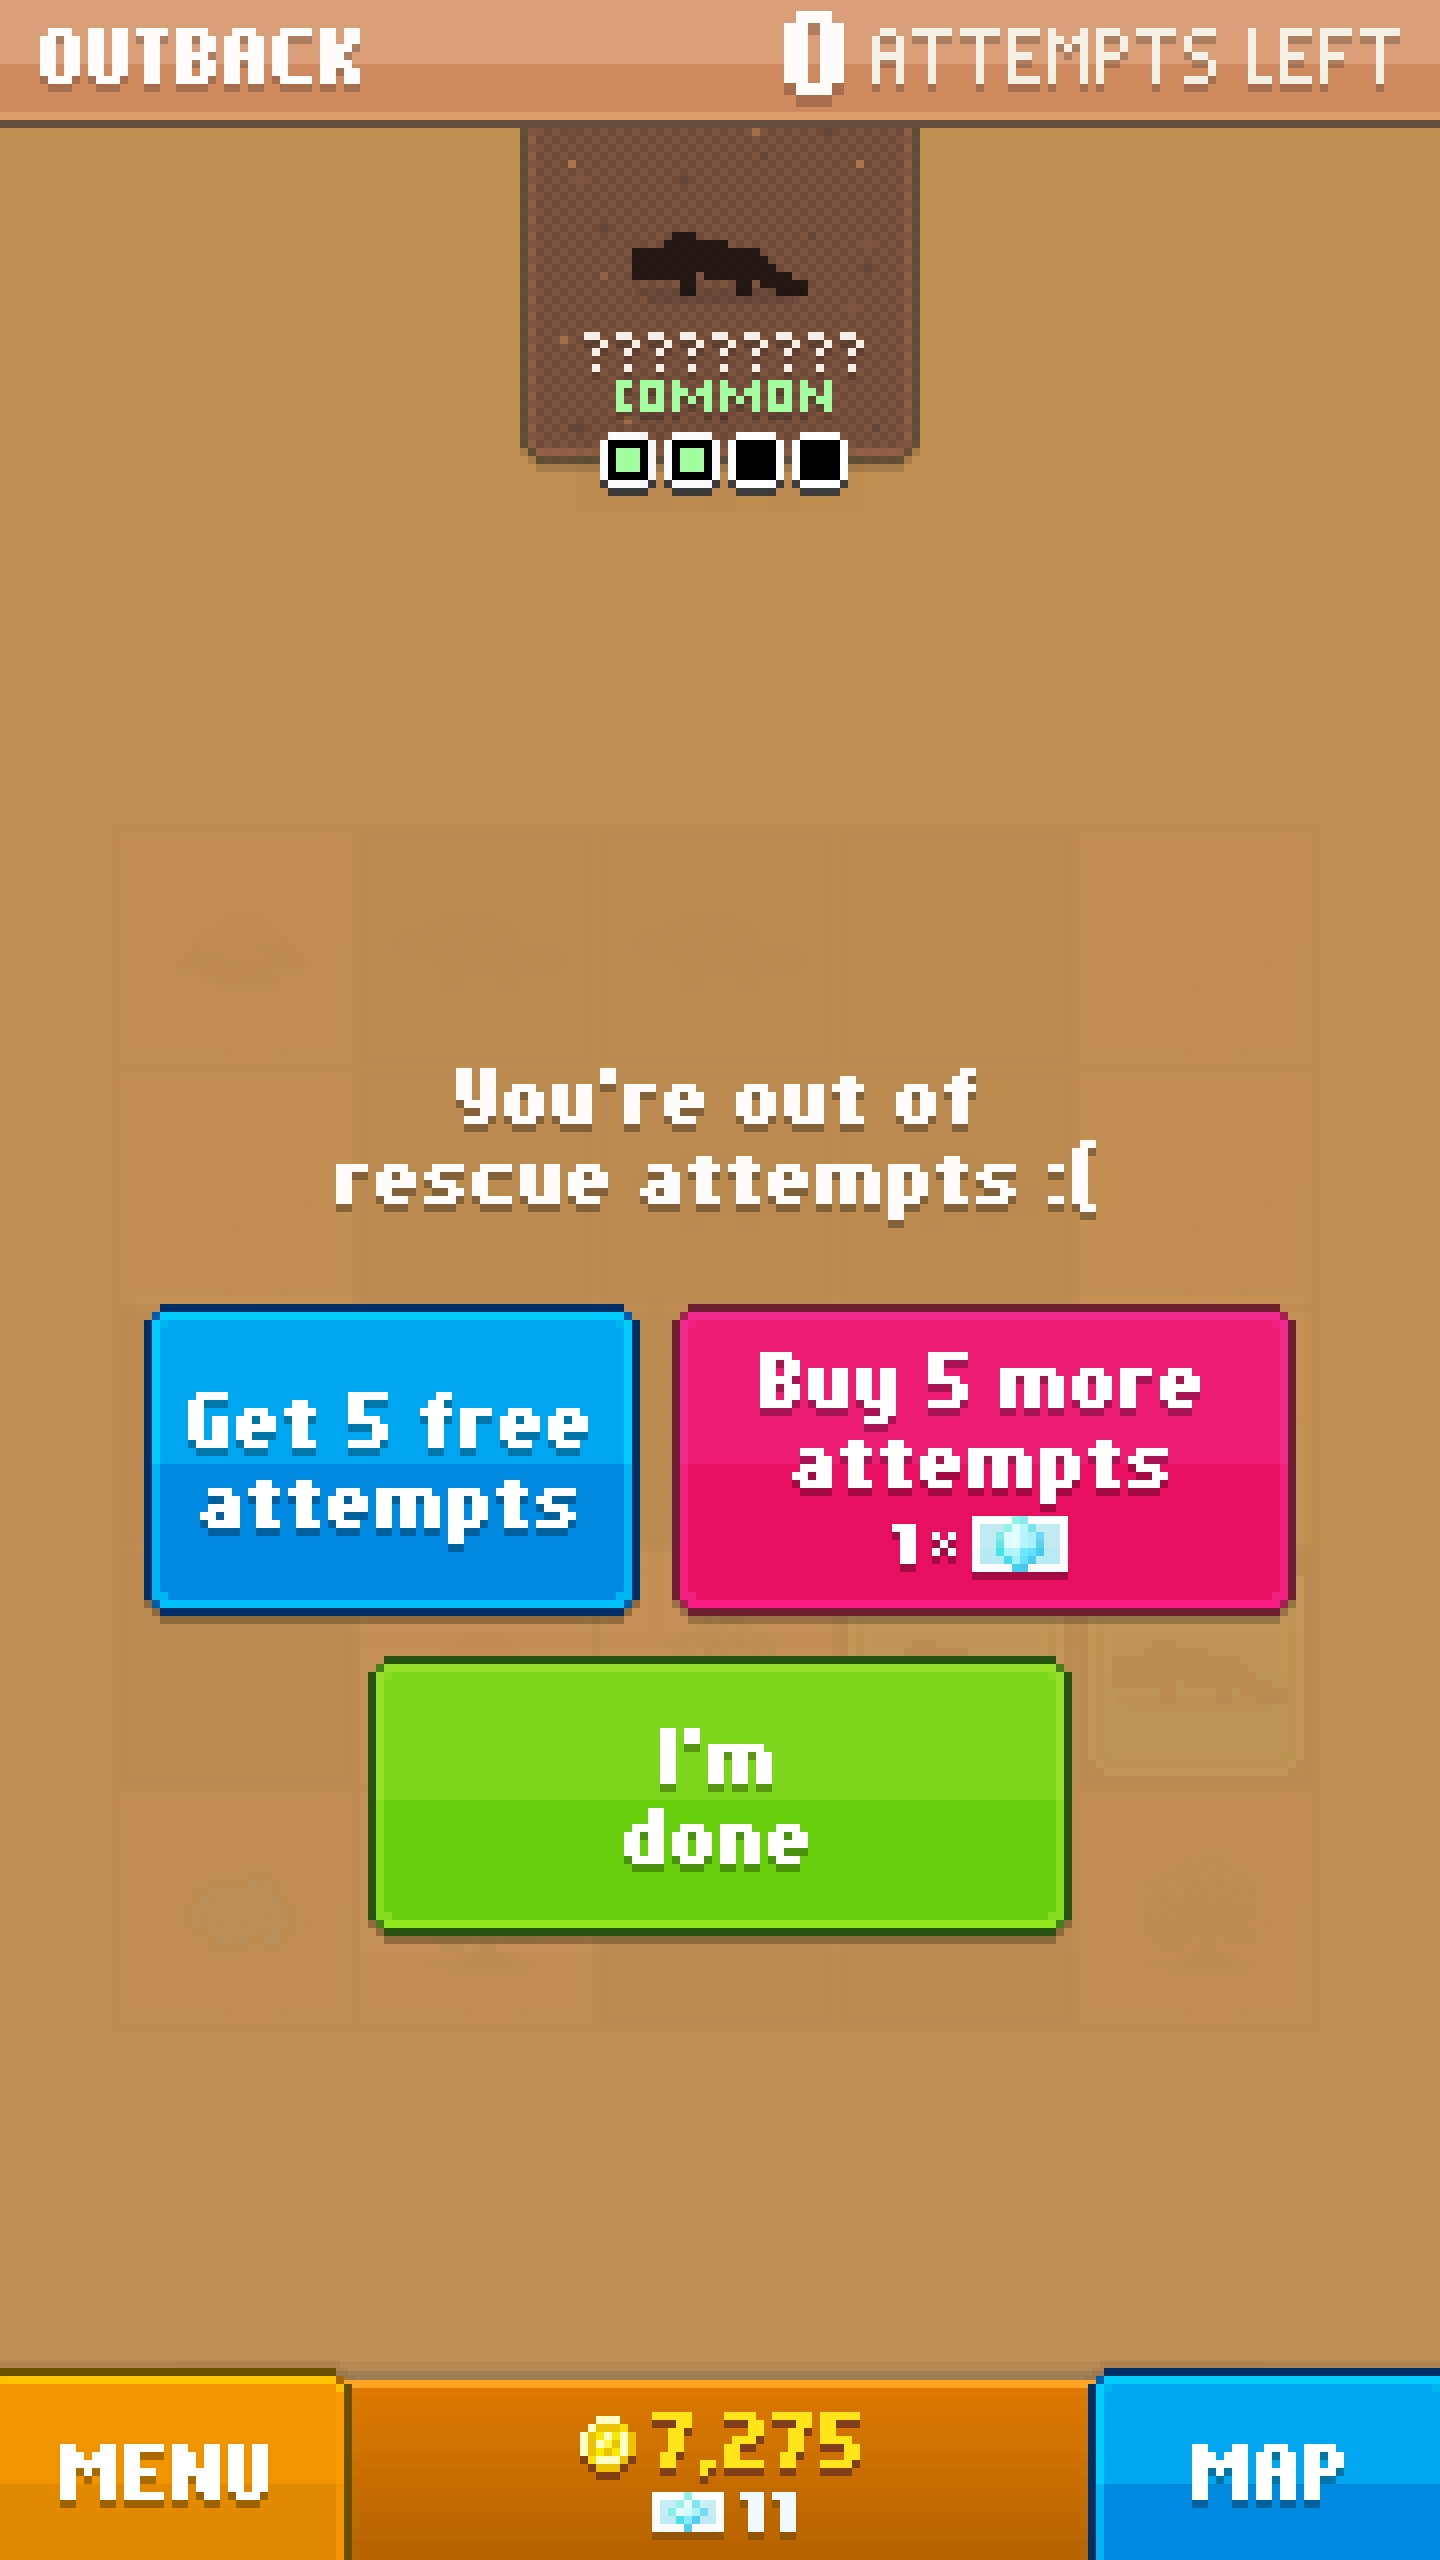 OUTBACK
0 ATTEMPTS LEFT
?????????
COMMON
You're out of
rescue attempts :(
Get 5 free
attempts
Buy 5 more
attempts
1×
I'm
done
MENU
7,275
11
MAP